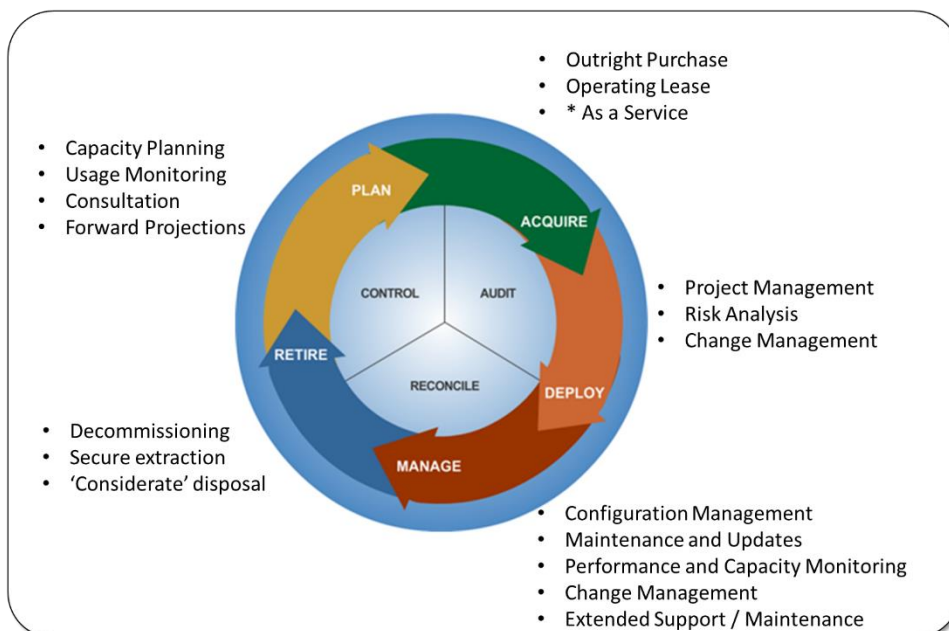 • Outright Purchase
• Operating Lease
• * As a Service
• Capacity Planning
• Usage Monitoring
• Consultation
• Forward Projections
PLAN
ACQUIRE
CONTROL
AUDIT
• Project Management
• Risk Analysis
• Change Management
RETIRE
RECONCILE
DEPLOY
• Decommissioning
• Secure extraction
• ‘Considerate’ disposal
MANAGE
• Configuration Management
• Maintenance and Updates
• Performance and Capacity Monitoring
• Change Management
• Extended Support / Maintenance